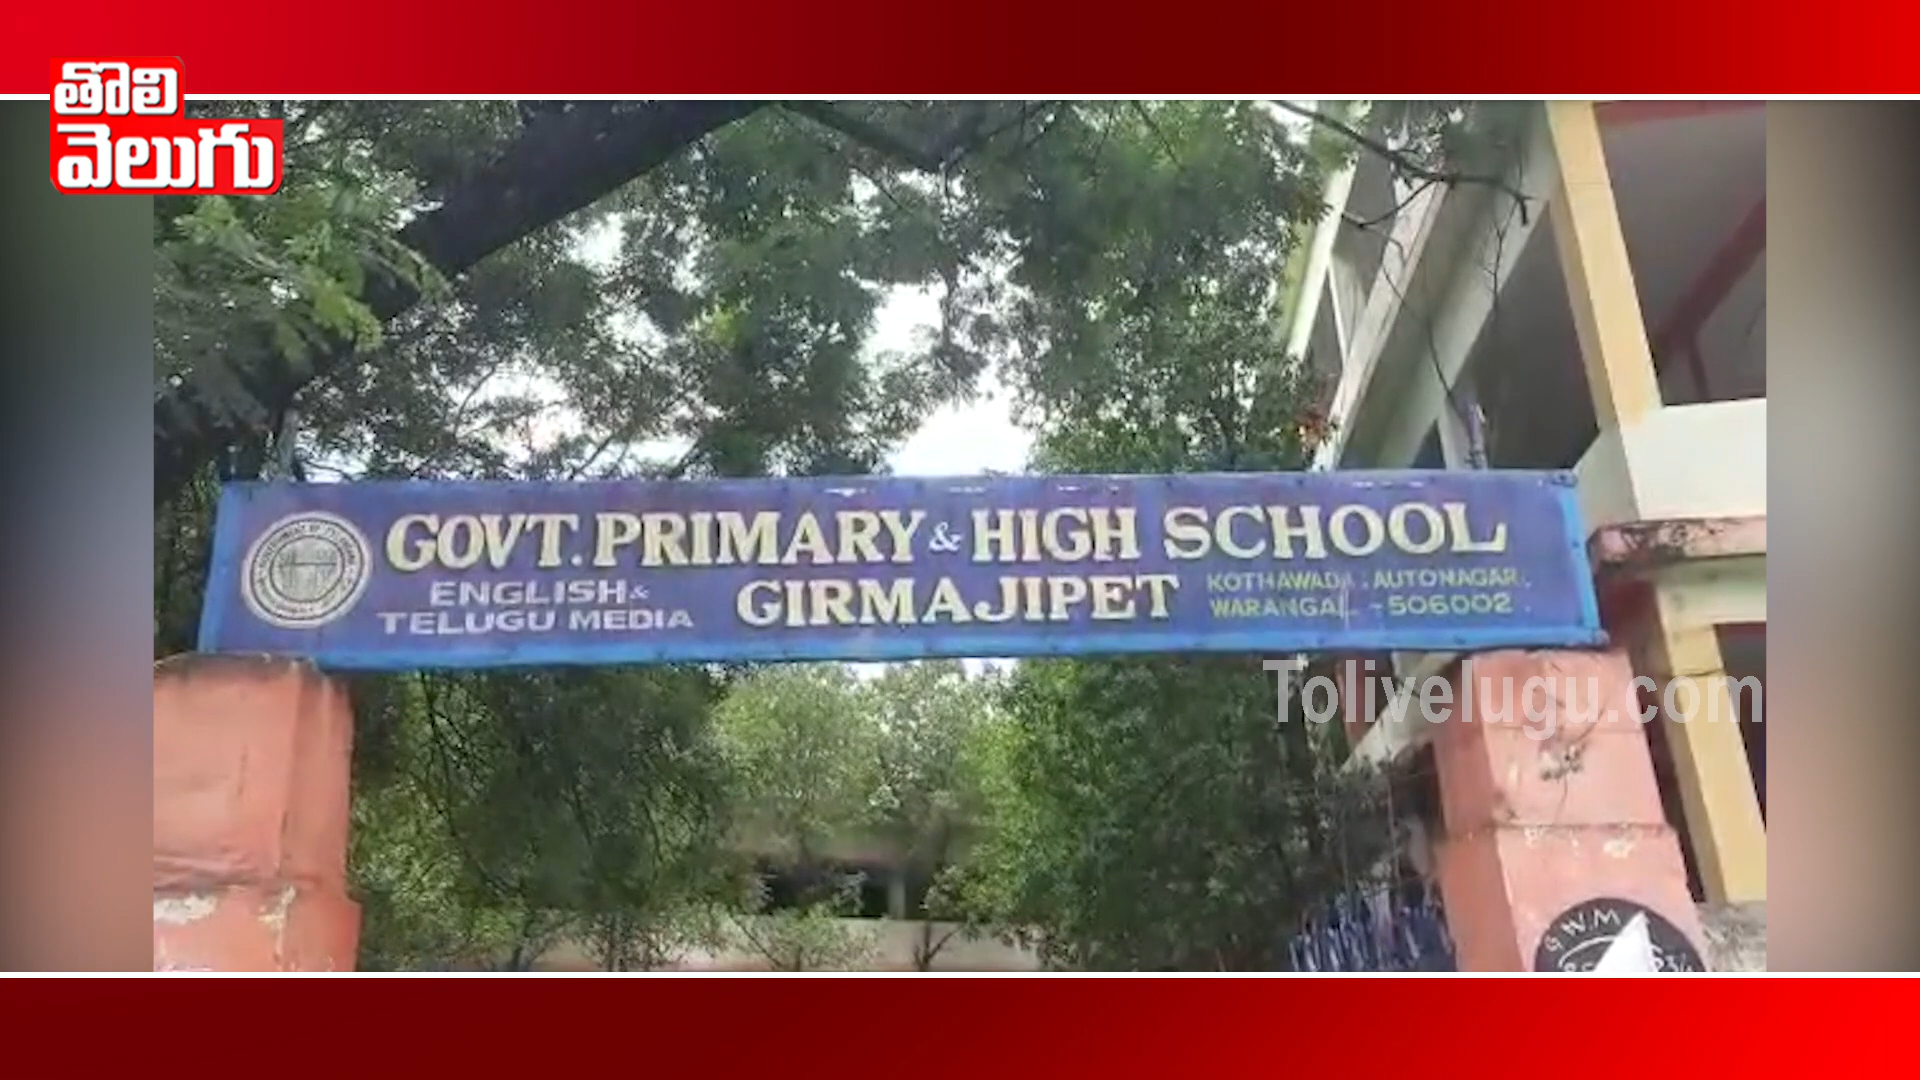 తొలి
వెలుగు
GOVT. PRIMARY & HIGH SCHOOL
ENGLISH &
TELUGU MEDIA
GIRMAJIPET
KOTHAWADA, AUTONAGAR,
WARANGAL - 506002.
Tolivelugu.com
G.W.M